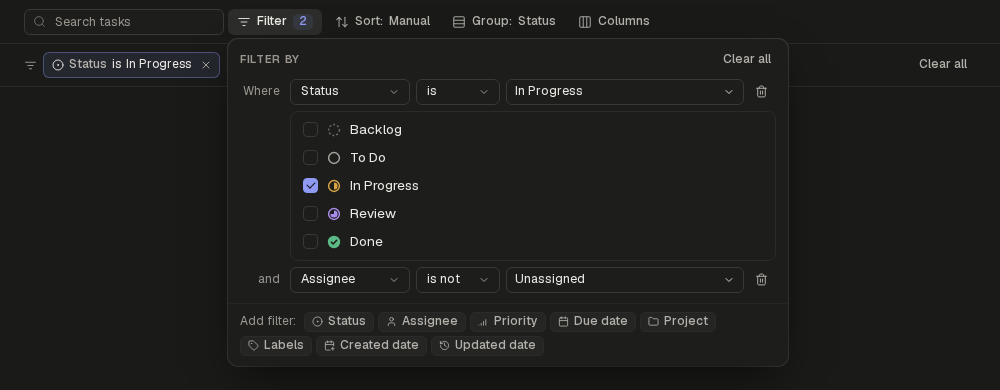 Search tasks Filter 2 Sort: Manual Group: Status Columns
Status is In Progress Clear all
FILTER BY Clear all
Where Status is In Progress
Backlog
To Do
In Progress
Review
Done
and Assignee is not Unassigned
Add filter: Status Assignee Priority Due date Project
Labels Created date Updated date